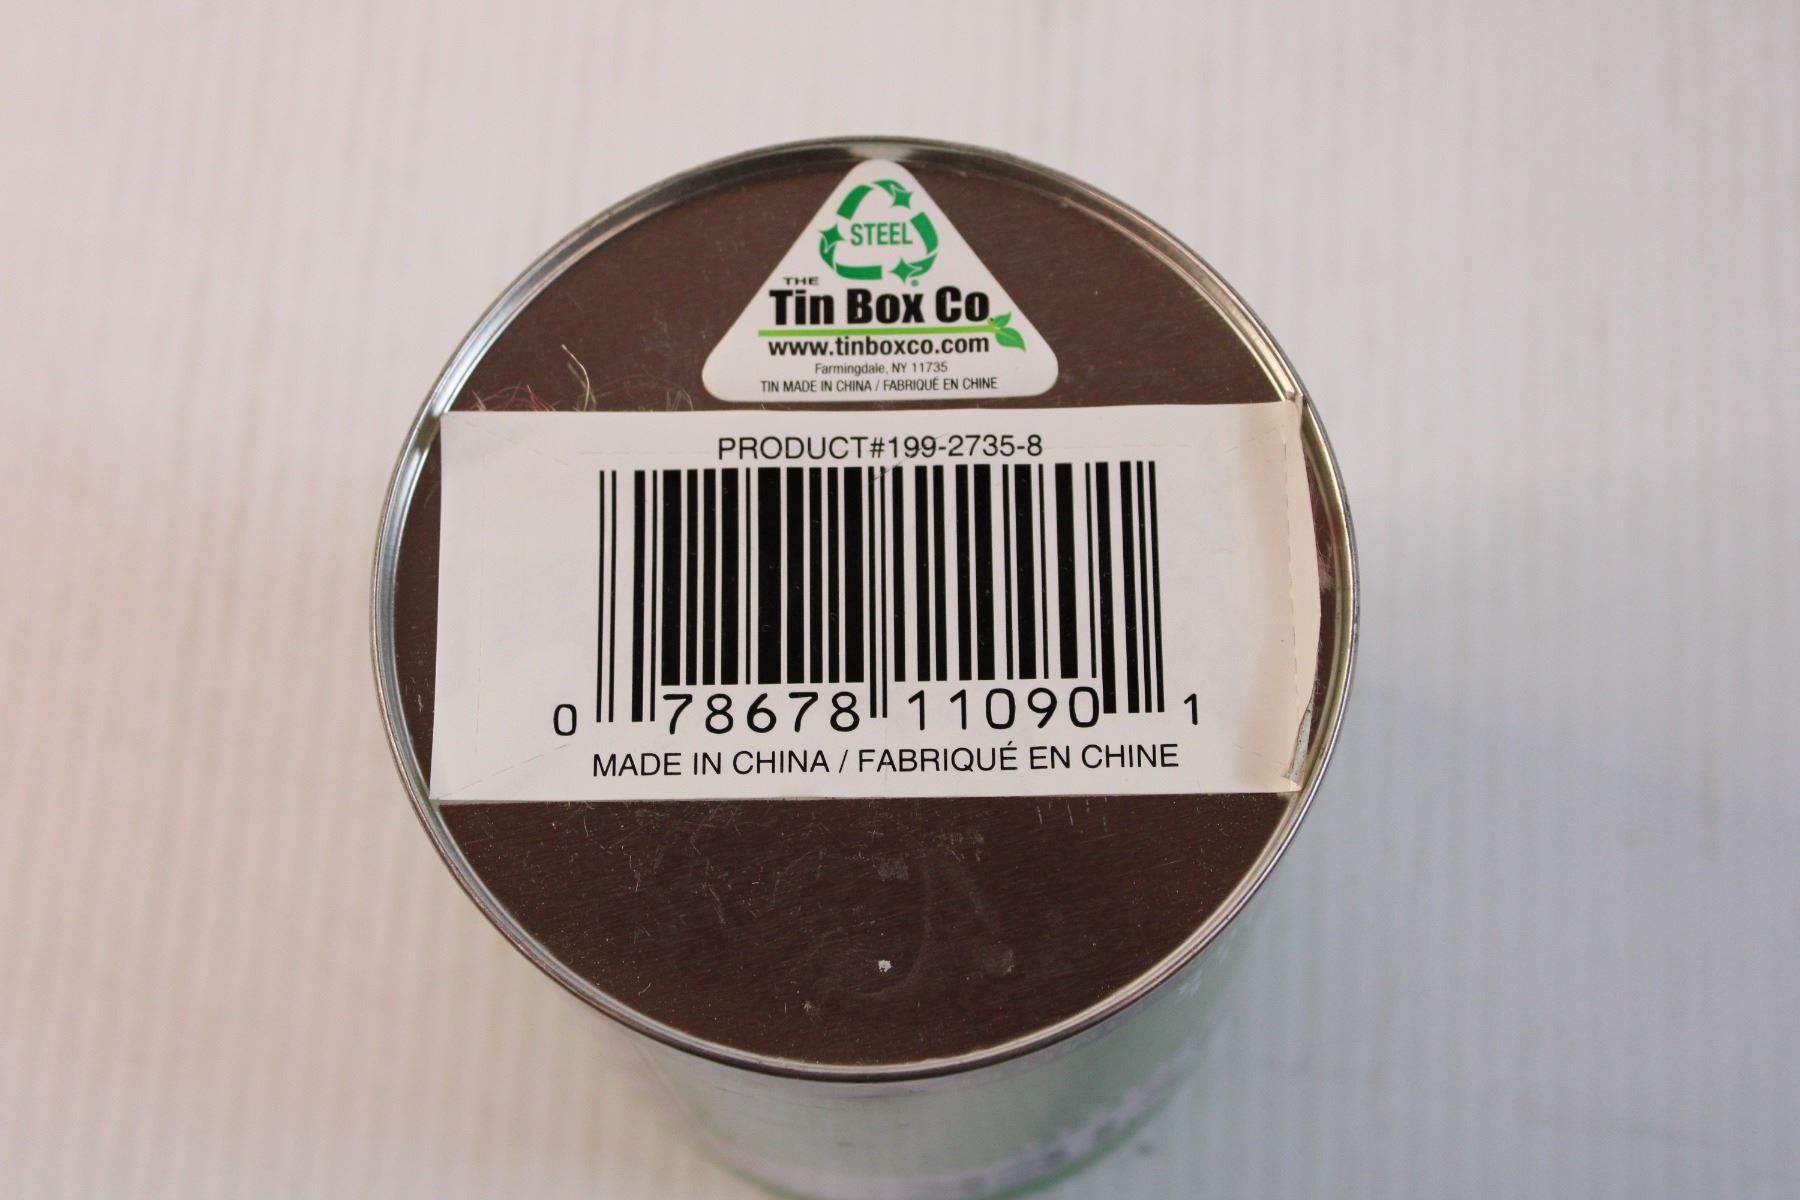 STEEL
THE
Tin Box Co.
www.tinboxco.com
Farmingdale, NY 11735
TIN MADE IN CHINA / FABRIQUÉ EN CHINE
PRODUCT#199-2735-8
0 78678 11090 1
MADE IN CHINA / FABRIQUÉ EN CHINE